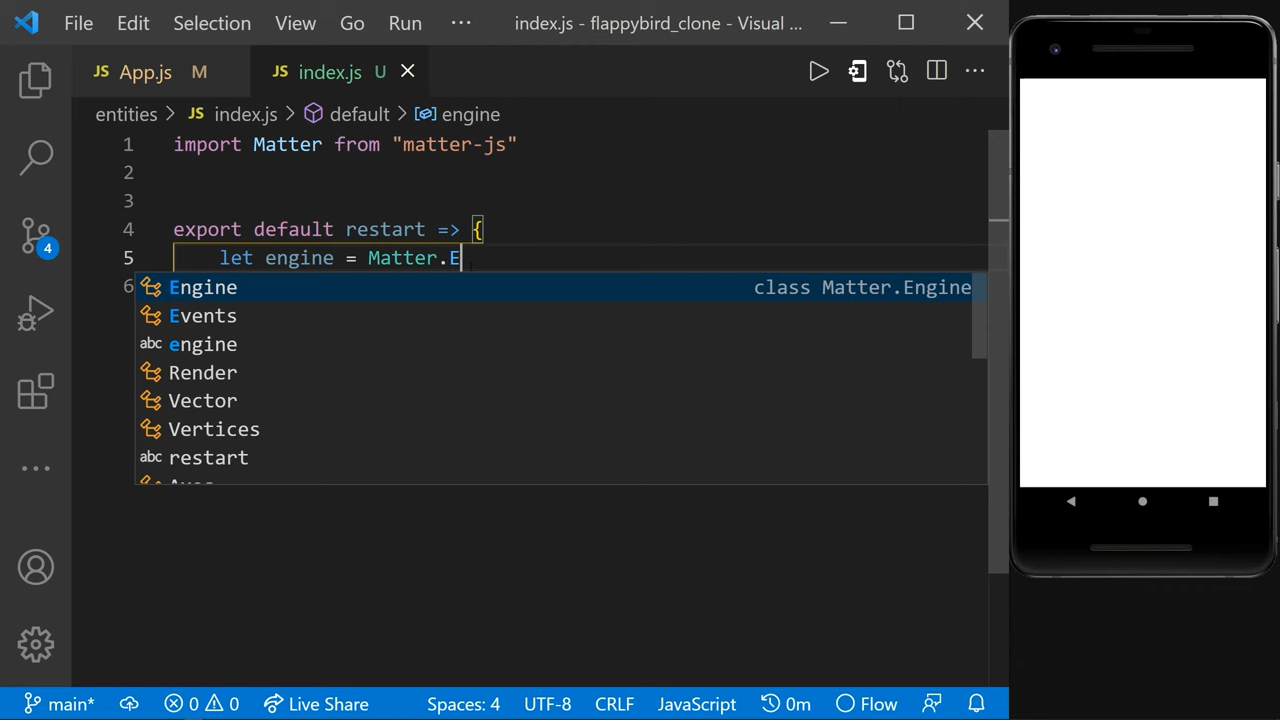 File Edit Selection View Go Run ··· index.js - flappybird_clone - Visual ...
JS App.js M JS index.js U
entities > JS index.js > default > engine
1 import Matter from "matter-js"
2
3
4 export default restart => {
5 let engine = Matter.E
6
Engine class Matter.Engine
Events
abc engine
Render
Vector
Vertices
abc restart
4
main* 0 0 Live Share Spaces: 4 UTF-8 CRLF JavaScript 0m Flow